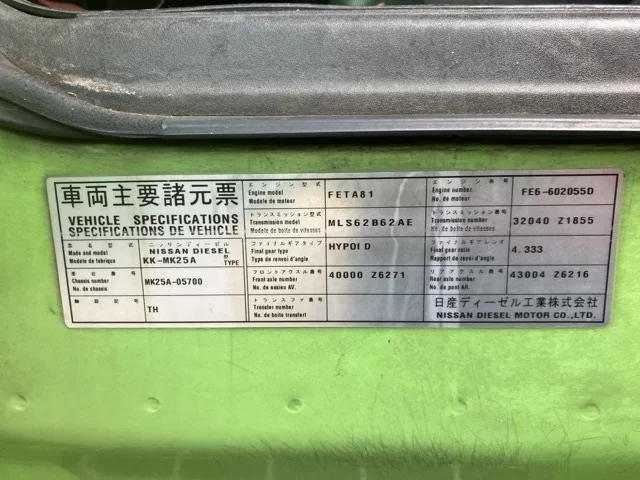 車両主要諸元票
VEHICLE SPECIFICATIONS
SPECIFICATIONS DE VEHICLE
車名型式
Made and model
Modele de fabrique
ニッサンディーゼル
NISSAN DIESEL
KK-MK25A 型 TYPE
車台番号
Chassis number
No. de chassis
MK25A-05700
TH
エンジン型式
Engine model
Modele de moteur
FETA81
エンジン番号
Engine number
No. de moteur
FE6-602055D
トランスミッション型式
Transmission model
Modele de boite de vitesses
MLS62B62AE
トランスミッション番号
Transmission number
No. de boite de vitesses
32040 Z1855
ファイナルギアタイプ
Final gear type
Type de renvoi d'angle
HYPOID
ファイナルギアレシオ
Final gear ratio
Rapport de renvoi d'angle
4.333
フロントアクスル番号
Front axle number
No. de essieu AV.
40000 Z6271
リアアクスル番号
Rear axle number
No. de pont AR.
43004 Z6216
トランスファ番号
Transfer number
No. de boite transfert
日産ディーゼル工業株式会社
NISSAN DIESEL MOTOR CO.,LTD.